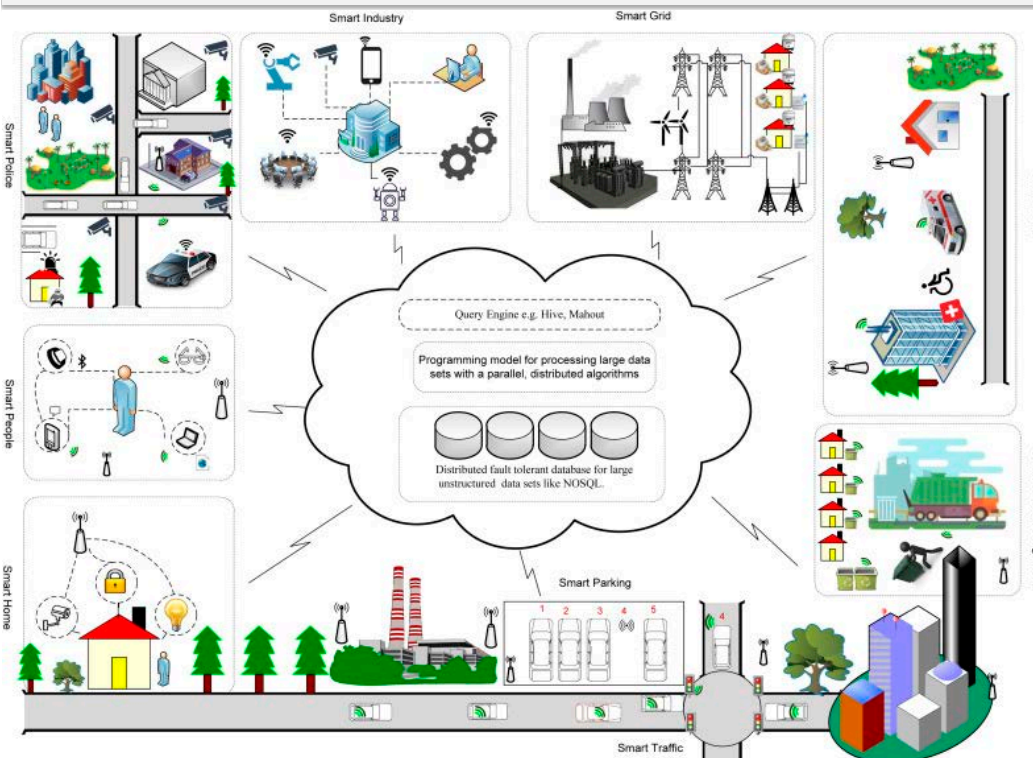 Smart Industry
Smart Grid
Smart Police
Query Engine e.g. Hive, Mahout
Programming model for processing large data
sets with a parallel, distributed algorithms
Distributed fault tolerant database for large
unstructured data sets like NOSQL.
Smart People
Smart Home
Smart Parking
1 2 3 4 5
4
Smart Traffic